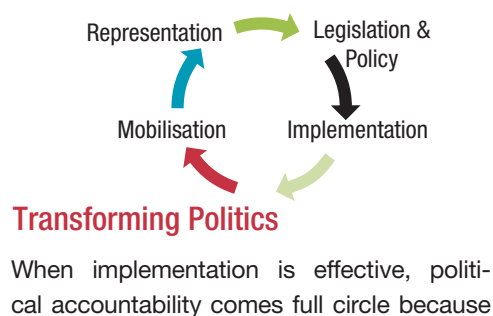 Representation
Legislation &
Policy
Mobilisation
Implementation
Transforming Politics
When implementation is effective, politi-
cal accountability comes full circle because